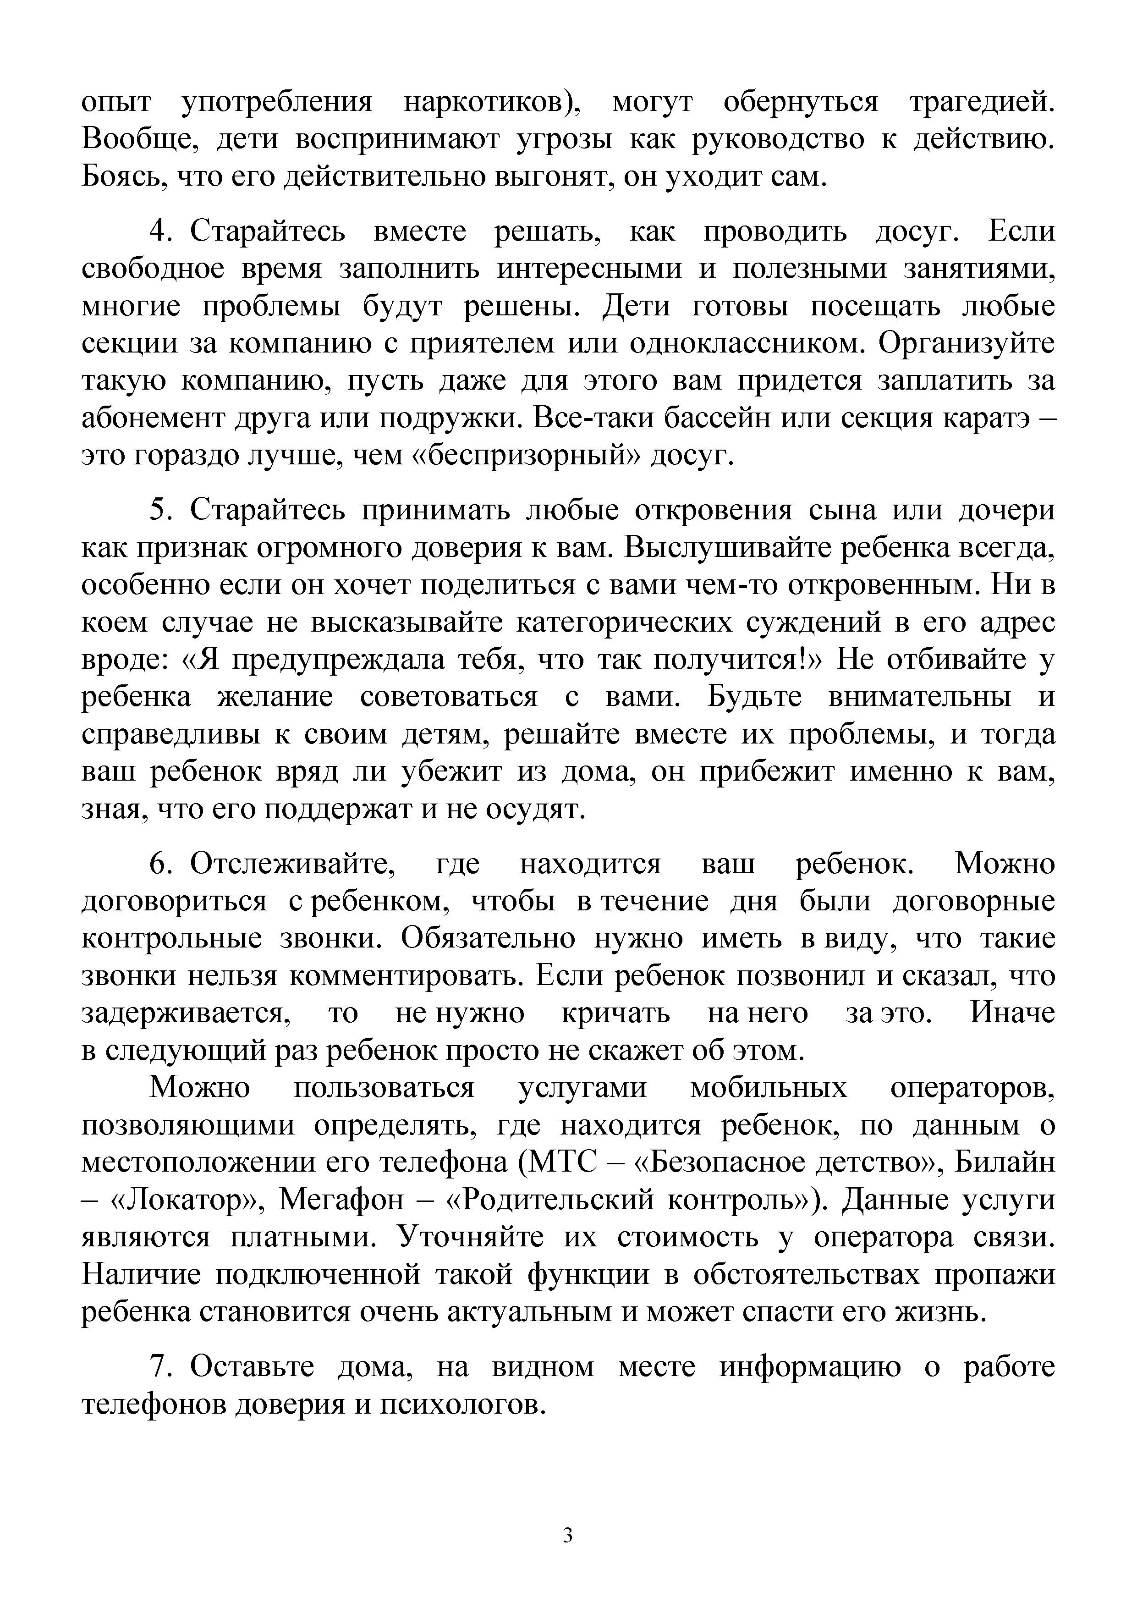 опыт употребления наркотиков), могут обернуться трагедией.
Вообще, дети воспринимают угрозы как руководство к действию.
Боясь, что его действительно выгонят, он уходит сам.
4. Старайтесь вместе решать, как проводить досуг. Если
свободное время заполнить интересными и полезными занятиями,
многие проблемы будут решены. Дети готовы посещать любые
секции за компанию с приятелем или одноклассником. Организуйте
такую компанию, пусть даже для этого вам придется заплатить за
абонемент друга или подружки. Все-таки бассейн или секция каратэ –
это гораздо лучше, чем «беспризорный» досуг.
5. Старайтесь принимать любые откровения сына или дочери
как признак огромного доверия к вам. Выслушивайте ребенка всегда,
особенно если он хочет поделиться с вами чем-то откровенным. Ни в
коем случае не высказывайте категорических суждений в его адрес
вроде: «Я предупреждала тебя, что так получится!» Не отбивайте у
ребенка желание советоваться с вами. Будьте внимательны и
справедливы к своим детям, решайте вместе их проблемы, и тогда
ваш ребенок вряд ли убежит из дома, он прибежит именно к вам,
зная, что его поддержат и не осудят.
6. Отслеживайте, где находится ваш ребенок. Можно
договориться с ребенком, чтобы в течение дня были договорные
контрольные звонки. Обязательно нужно иметь в виду, что такие
звонки нельзя комментировать. Если ребенок позвонил и сказал, что
задерживается, то не нужно кричать на него за это. Иначе
в следующий раз ребенок просто не скажет об этом.
Можно пользоваться услугами мобильных операторов,
позволяющими определять, где находится ребенок, по данным о
местоположении его телефона (МТС – «Безопасное детство», Билайн
– «Локатор», Мегафон – «Родительский контроль»). Данные услуги
являются платными. Уточняйте их стоимость у оператора связи.
Наличие подключенной такой функции в обстоятельствах пропажи
ребенка становится очень актуальным и может спасти его жизнь.
7. Оставьте дома, на видном месте информацию о работе
телефонов доверия и психологов.
3